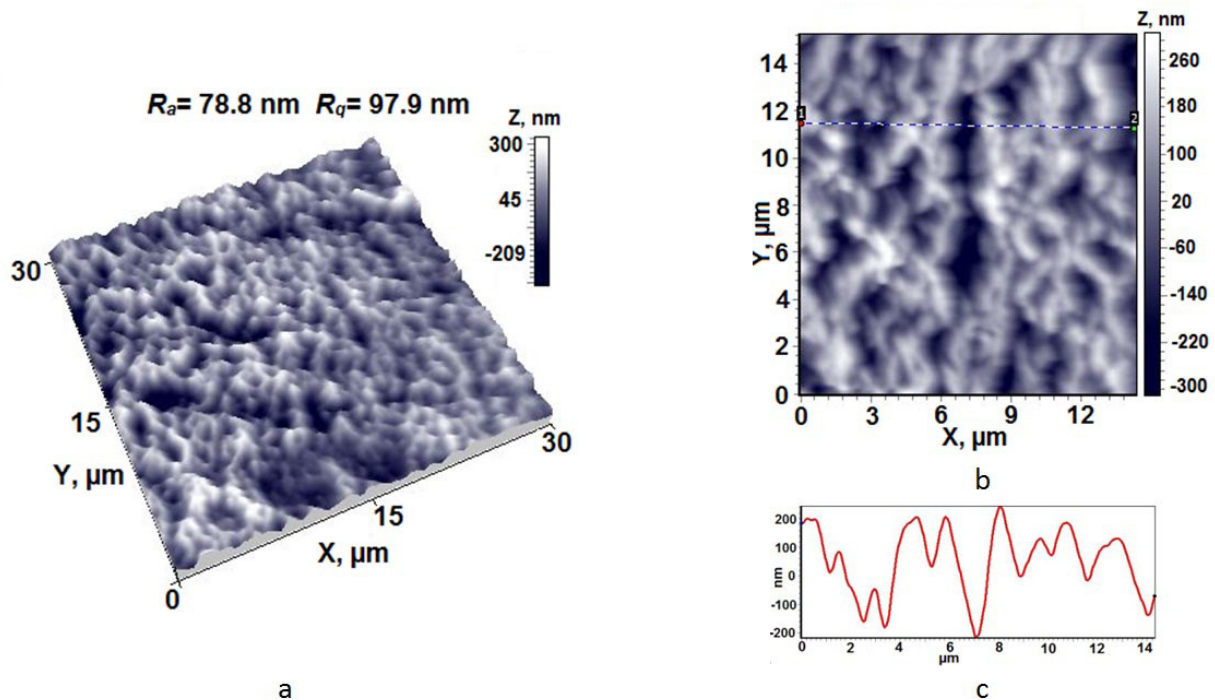 Rₐ= 78.8 nm  R_q= 97.9 nm
Z, nm
300
45
-209
30
15
Y, µm
0
15
X, µm
30
a
Z, nm
260
180
100
20
-60
-140
-220
-300
14
12
10
8
6
4
2
0
Y, µm
1
2
0 3 6 9 12
X, µm
b
200
100
0
-100
-200
nm
0 2 4 6 8 10 12 14
µm
c